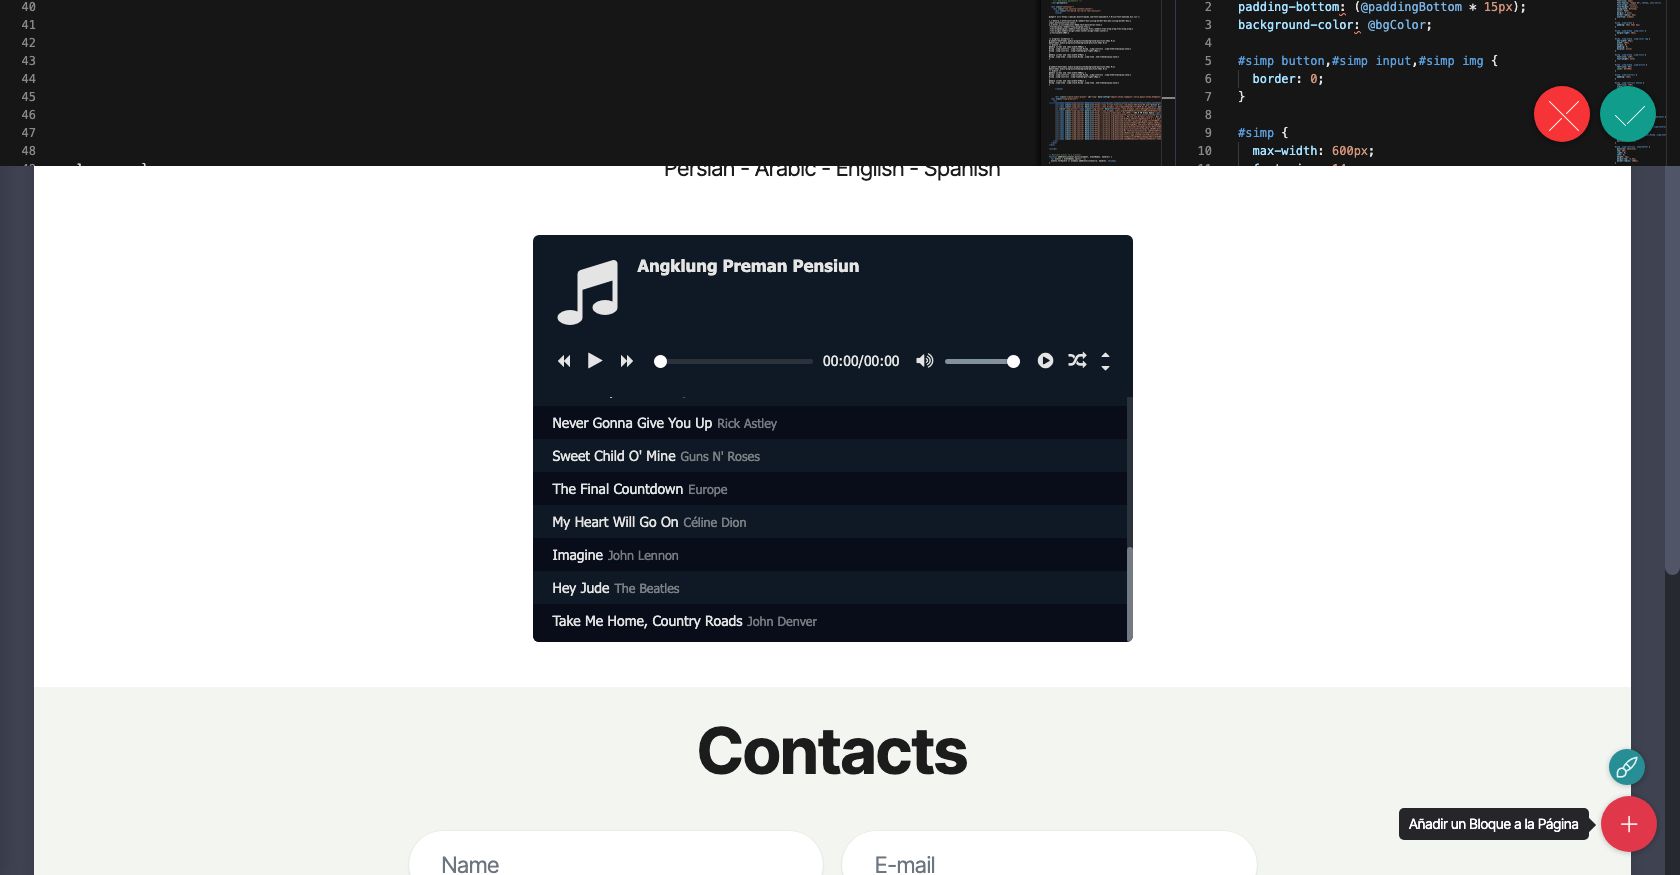 40
41
42
43
44
45
46
47
48
2 padding-bottom: (@paddingBottom * 15px);
3 background-color: @bgColor;
4
5 #simp button,#simp input,#simp img {
6 border: 0;
7 }
8
9 #simp {
10 max-width: 600px;
Persian - Arabic - English - Spanish
Angklung Preman Pensiun
00:00/00:00
Never Gonna Give You Up Rick Astley
Sweet Child O' Mine Guns N' Roses
The Final Countdown Europe
My Heart Will Go On Céline Dion
Imagine John Lennon
Hey Jude The Beatles
Take Me Home, Country Roads John Denver
Contacts
Name
E-mail
Añadir un Bloque a la Página